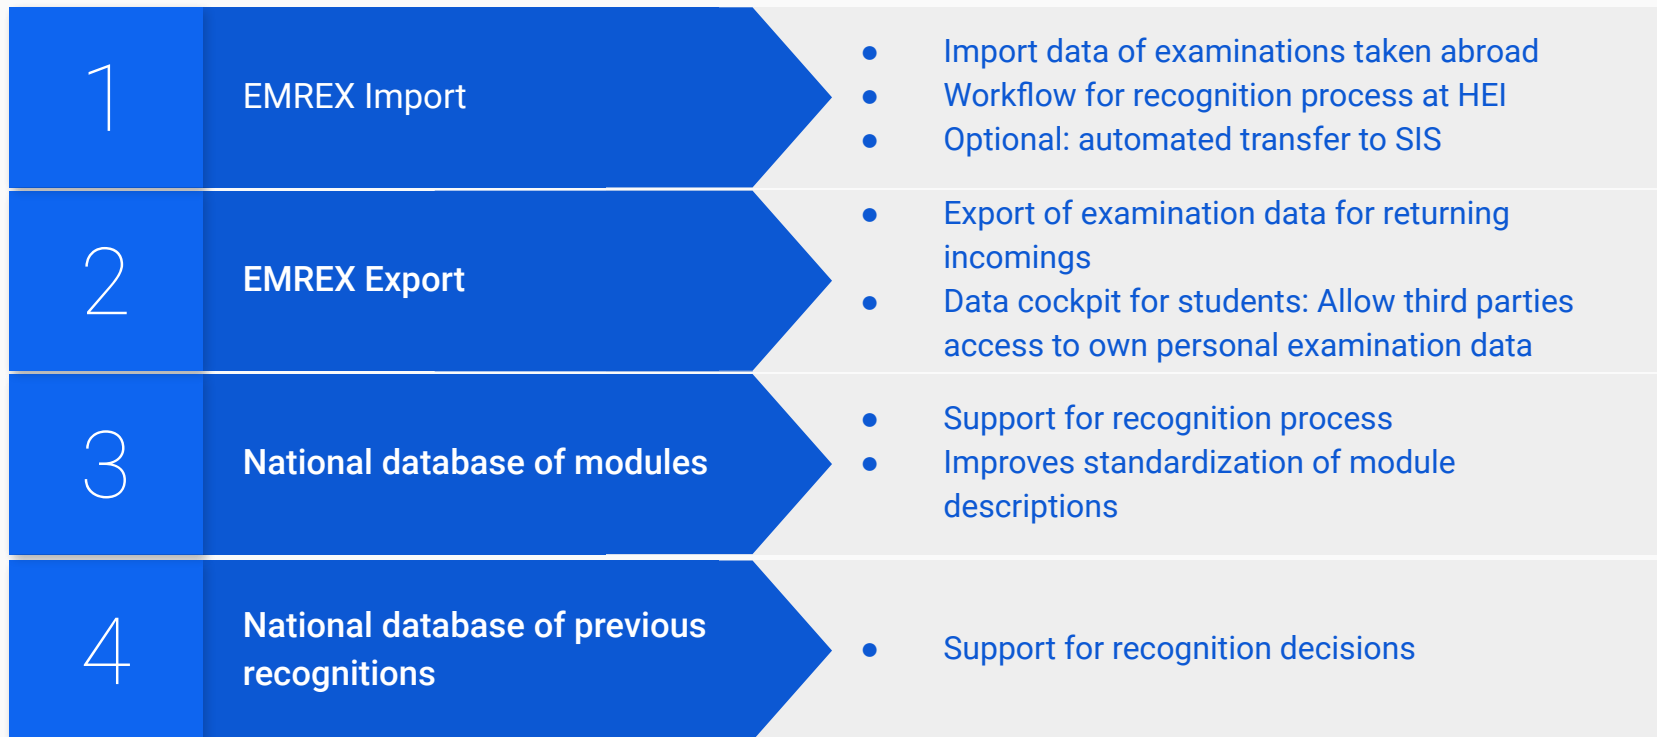 1
EMREX Import
● Import data of examinations taken abroad
● Workflow for recognition process at HEI
● Optional: automated transfer to SIS
2
EMREX Export
● Export of examination data for returning
incomings
● Data cockpit for students: Allow third parties
access to own personal examination data
3
National database of modules
● Support for recognition process
● Improves standardization of module
descriptions
4
National database of previous
recognitions
● Support for recognition decisions